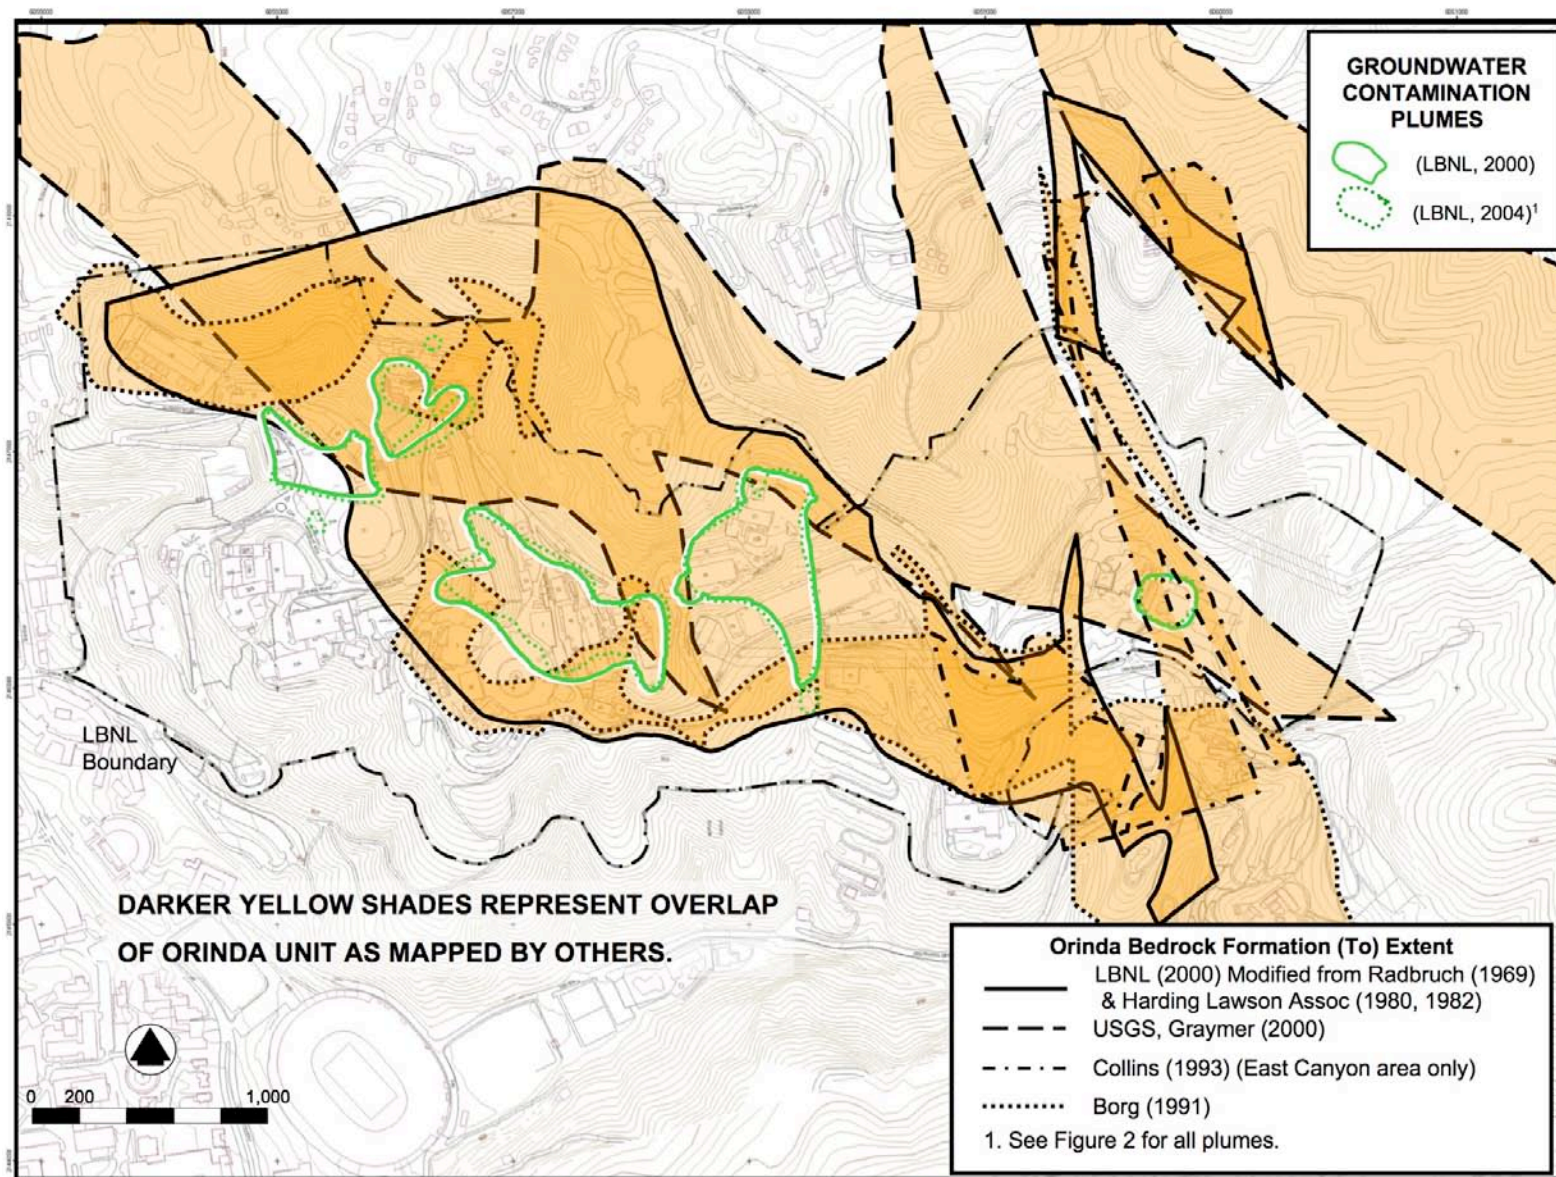 GROUNDWATER
CONTAMINATION
PLUMES
(LBNL, 2000)
(LBNL, 2004)¹
LBNL
Boundary
DARKER YELLOW SHADES REPRESENT OVERLAP
OF ORINDA UNIT AS MAPPED BY OTHERS.
0 200 1,000
Orinda Bedrock Formation (To) Extent
LBNL (2000) Modified from Radbruch (1969)
& Harding Lawson Assoc (1980, 1982)
USGS, Graymer (2000)
Collins (1993) (East Canyon area only)
Borg (1991)
1. See Figure 2 for all plumes.